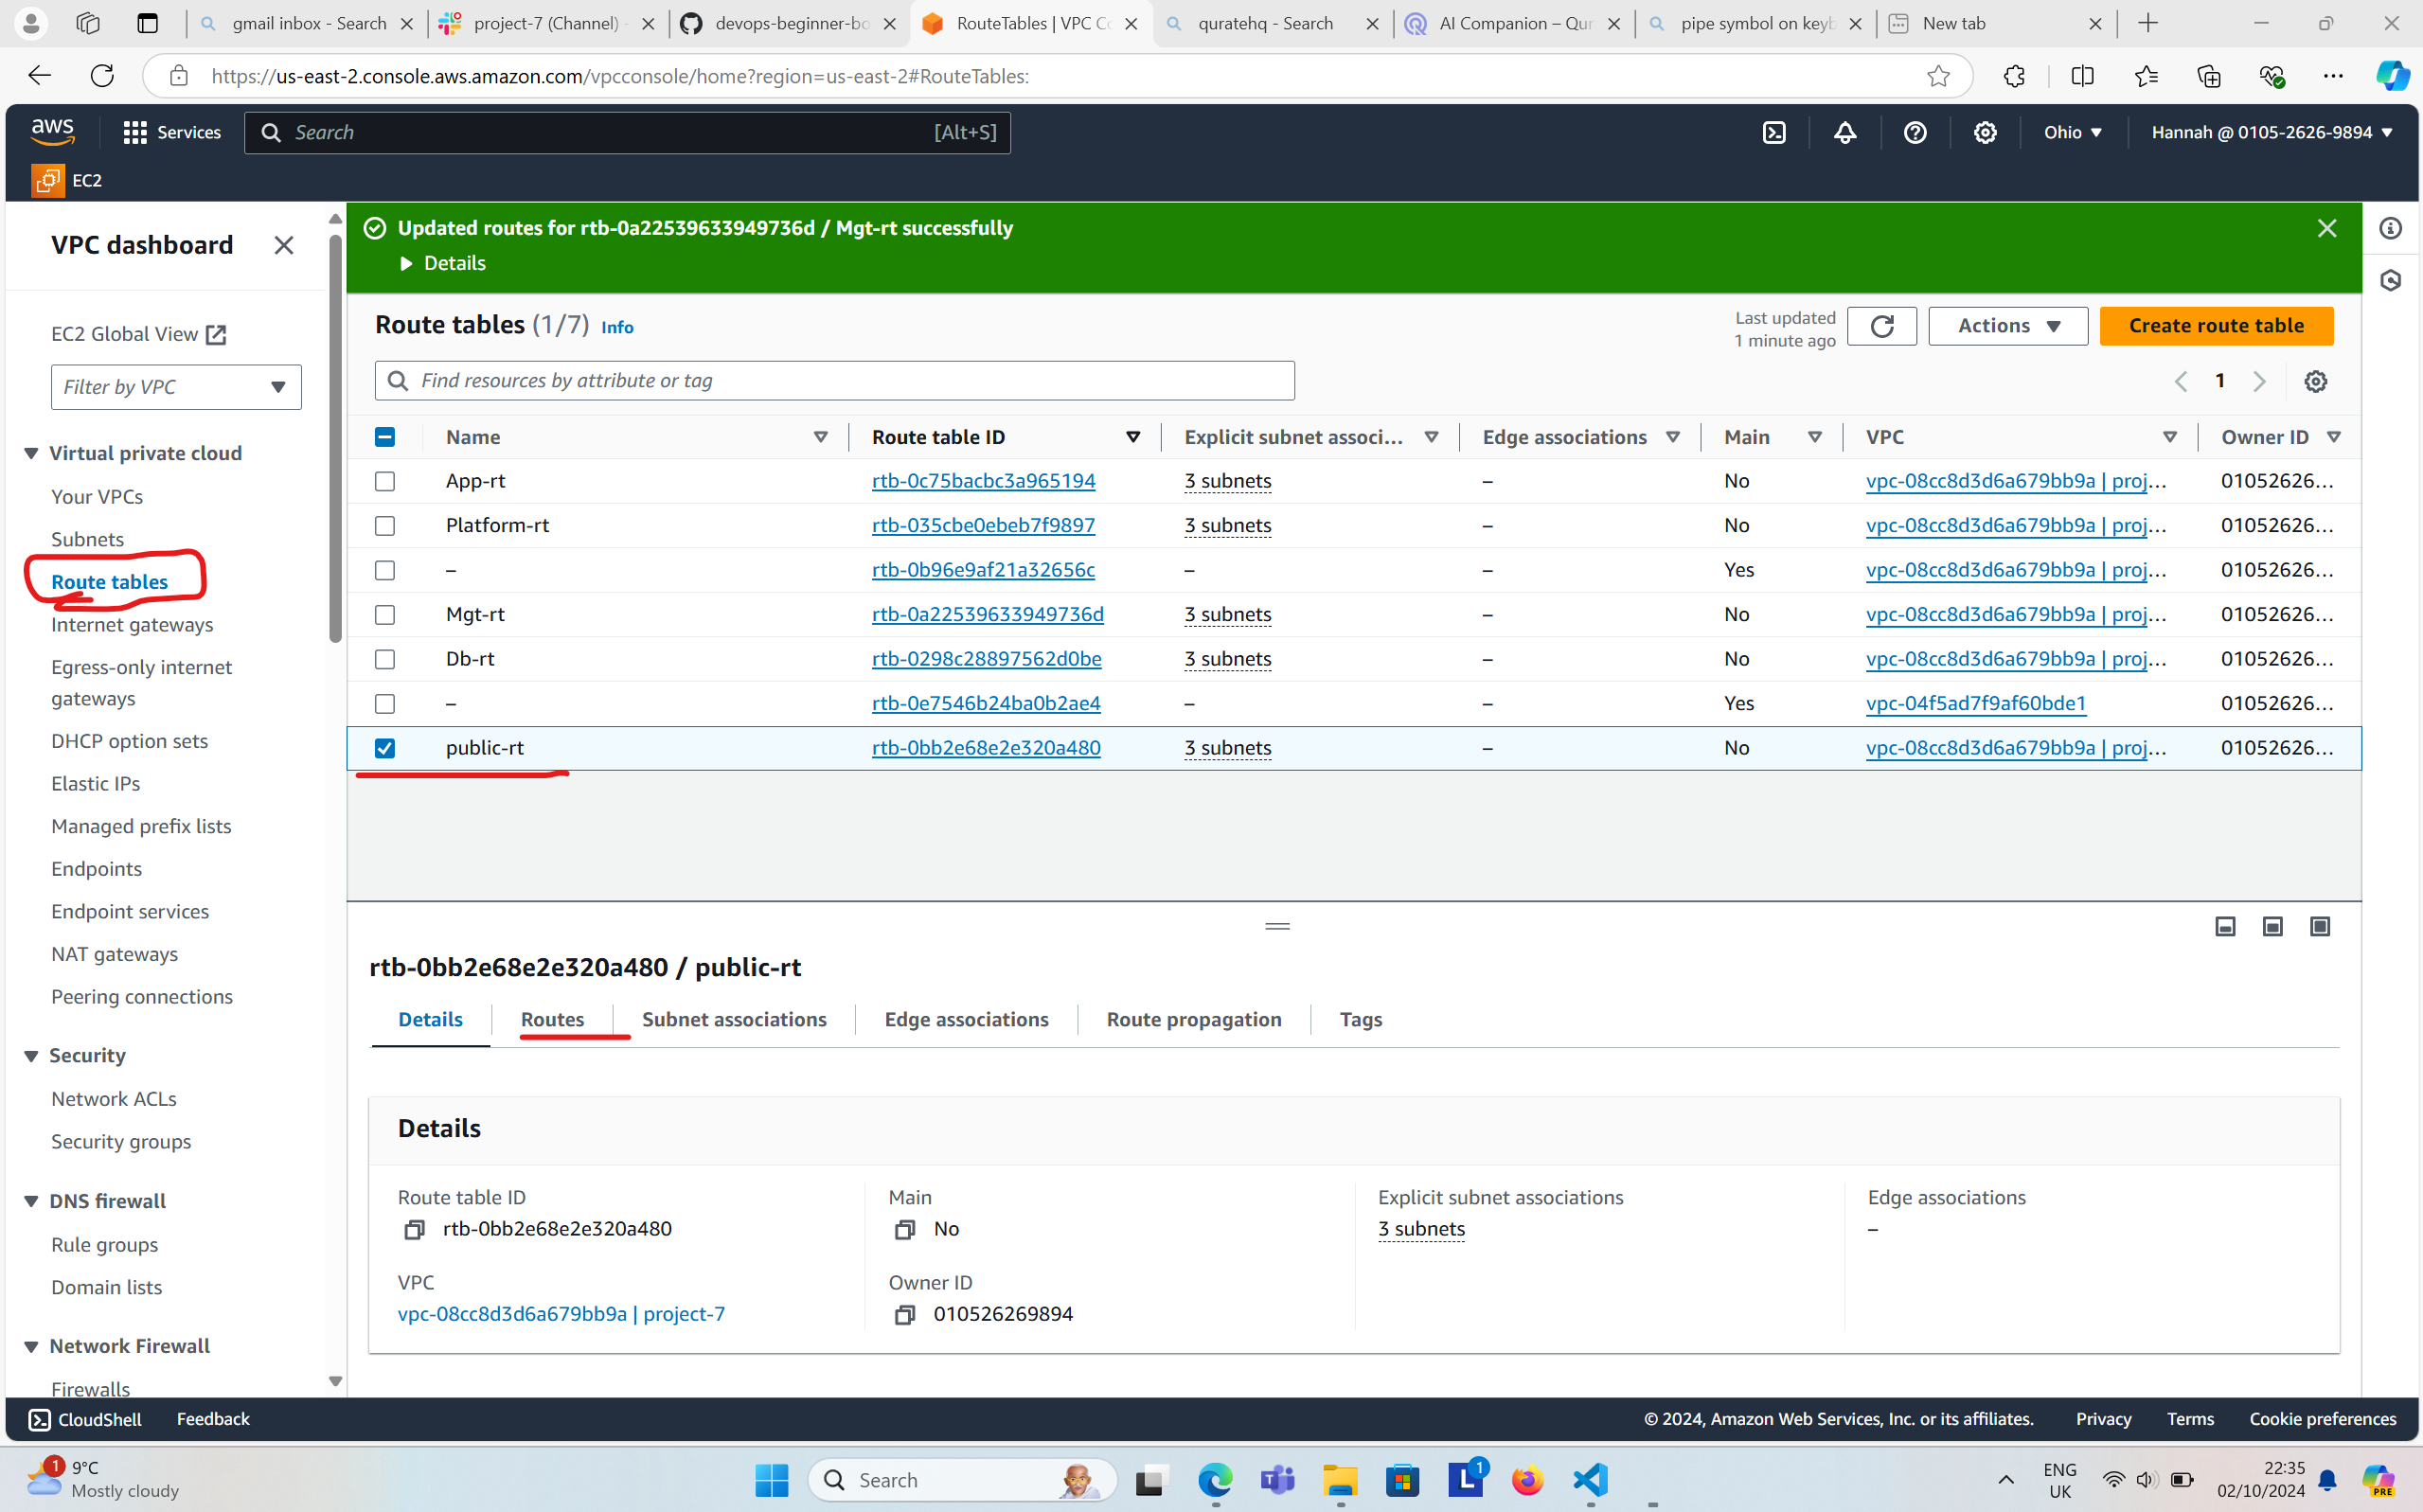 gmail inbox - Search
project-7 (Channel)
devops-beginner-bo
RouteTables | VPC Co
quratehq - Search
AI Companion – Qur
pipe symbol on keyb
New tab
https://us-east-2.console.aws.amazon.com/vpcconsole/home?region=us-east-2#RouteTables:
aws
Services
Search
[Alt+S]
Ohio
Hannah @ 0105-2626-9894
EC2
VPC dashboard
EC2 Global View
Filter by VPC
Virtual private cloud
Your VPCs
Subnets
Route tables
Internet gateways
Egress-only internet
gateways
DHCP option sets
Elastic IPs
Managed prefix lists
Endpoints
Endpoint services
NAT gateways
Peering connections
Security
Network ACLs
Security groups
DNS firewall
Rule groups
Domain lists
Network Firewall
Firewalls
Updated routes for rtb-0a22539633949736d / Mgt-rt successfully
Details
Route tables (1/7) Info
Last updated
1 minute ago
Actions
Create route table
Find resources by attribute or tag
1
Name Route table ID Explicit subnet associ... Edge associations Main VPC Owner ID
App-rt rtb-0c75bacbc3a965194 3 subnets – No vpc-08cc8d3d6a679bb9a | proj... 01052626...
Platform-rt rtb-035cbe0ebeb7f9897 3 subnets – No vpc-08cc8d3d6a679bb9a | proj... 01052626...
– rtb-0b96e9af21a32656c – – Yes vpc-08cc8d3d6a679bb9a | proj... 01052626...
Mgt-rt rtb-0a22539633949736d 3 subnets – No vpc-08cc8d3d6a679bb9a | proj... 01052626...
Db-rt rtb-0298c28897562d0be 3 subnets – No vpc-08cc8d3d6a679bb9a | proj... 01052626...
– rtb-0e7546b24ba0b2ae4 – – Yes vpc-04f5ad7f9af60bde1 01052626...
public-rt rtb-0bb2e68e2e320a480 3 subnets – No vpc-08cc8d3d6a679bb9a | proj... 01052626...
rtb-0bb2e68e2e320a480 / public-rt
Details Routes Subnet associations Edge associations Route propagation Tags
Details
Route table ID
rtb-0bb2e68e2e320a480
Main
No
Explicit subnet associations
3 subnets
Edge associations
–
VPC
vpc-08cc8d3d6a679bb9a | project-7
Owner ID
010526269894
CloudShell
Feedback
© 2024, Amazon Web Services, Inc. or its affiliates.
Privacy
Terms
Cookie preferences
1
9°C
Mostly cloudy
Search
L
1
ENG
UK
22:35
02/10/2024
PRE